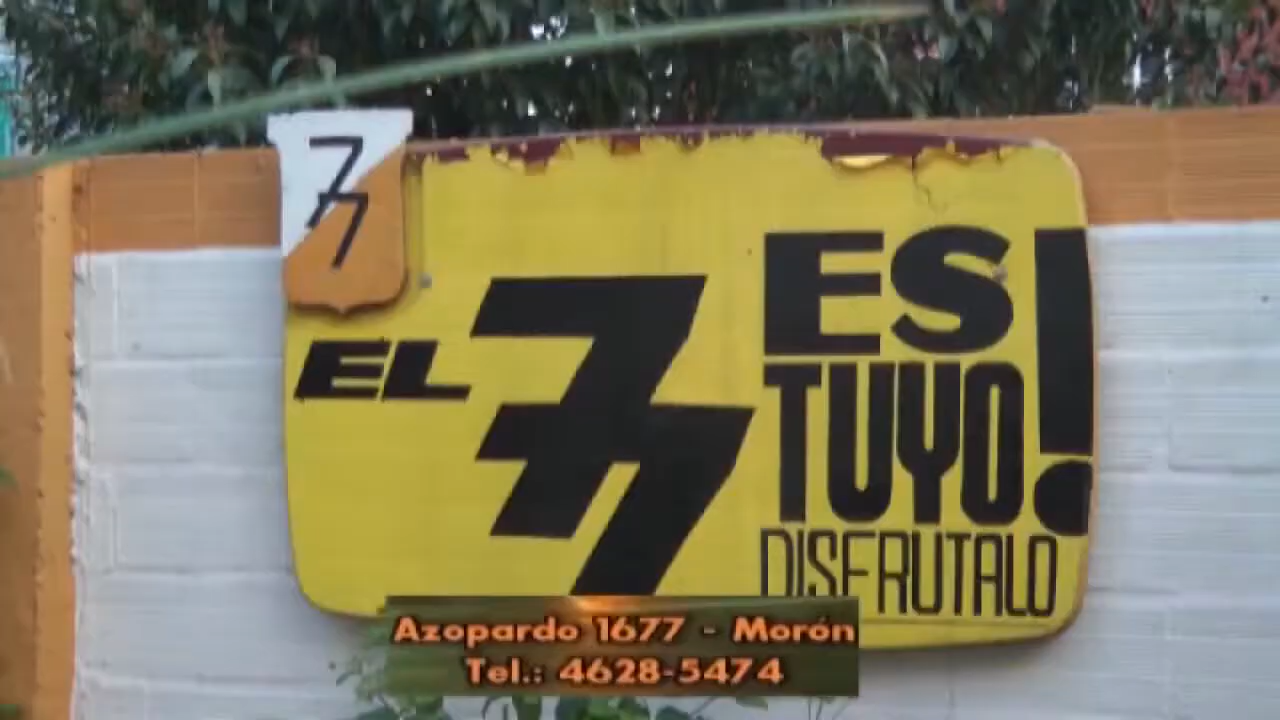 77
EL 77
ES
TUYO!
DISFRUTALO
Azopardo 1677 - Morón
Tel.: 4628-5474